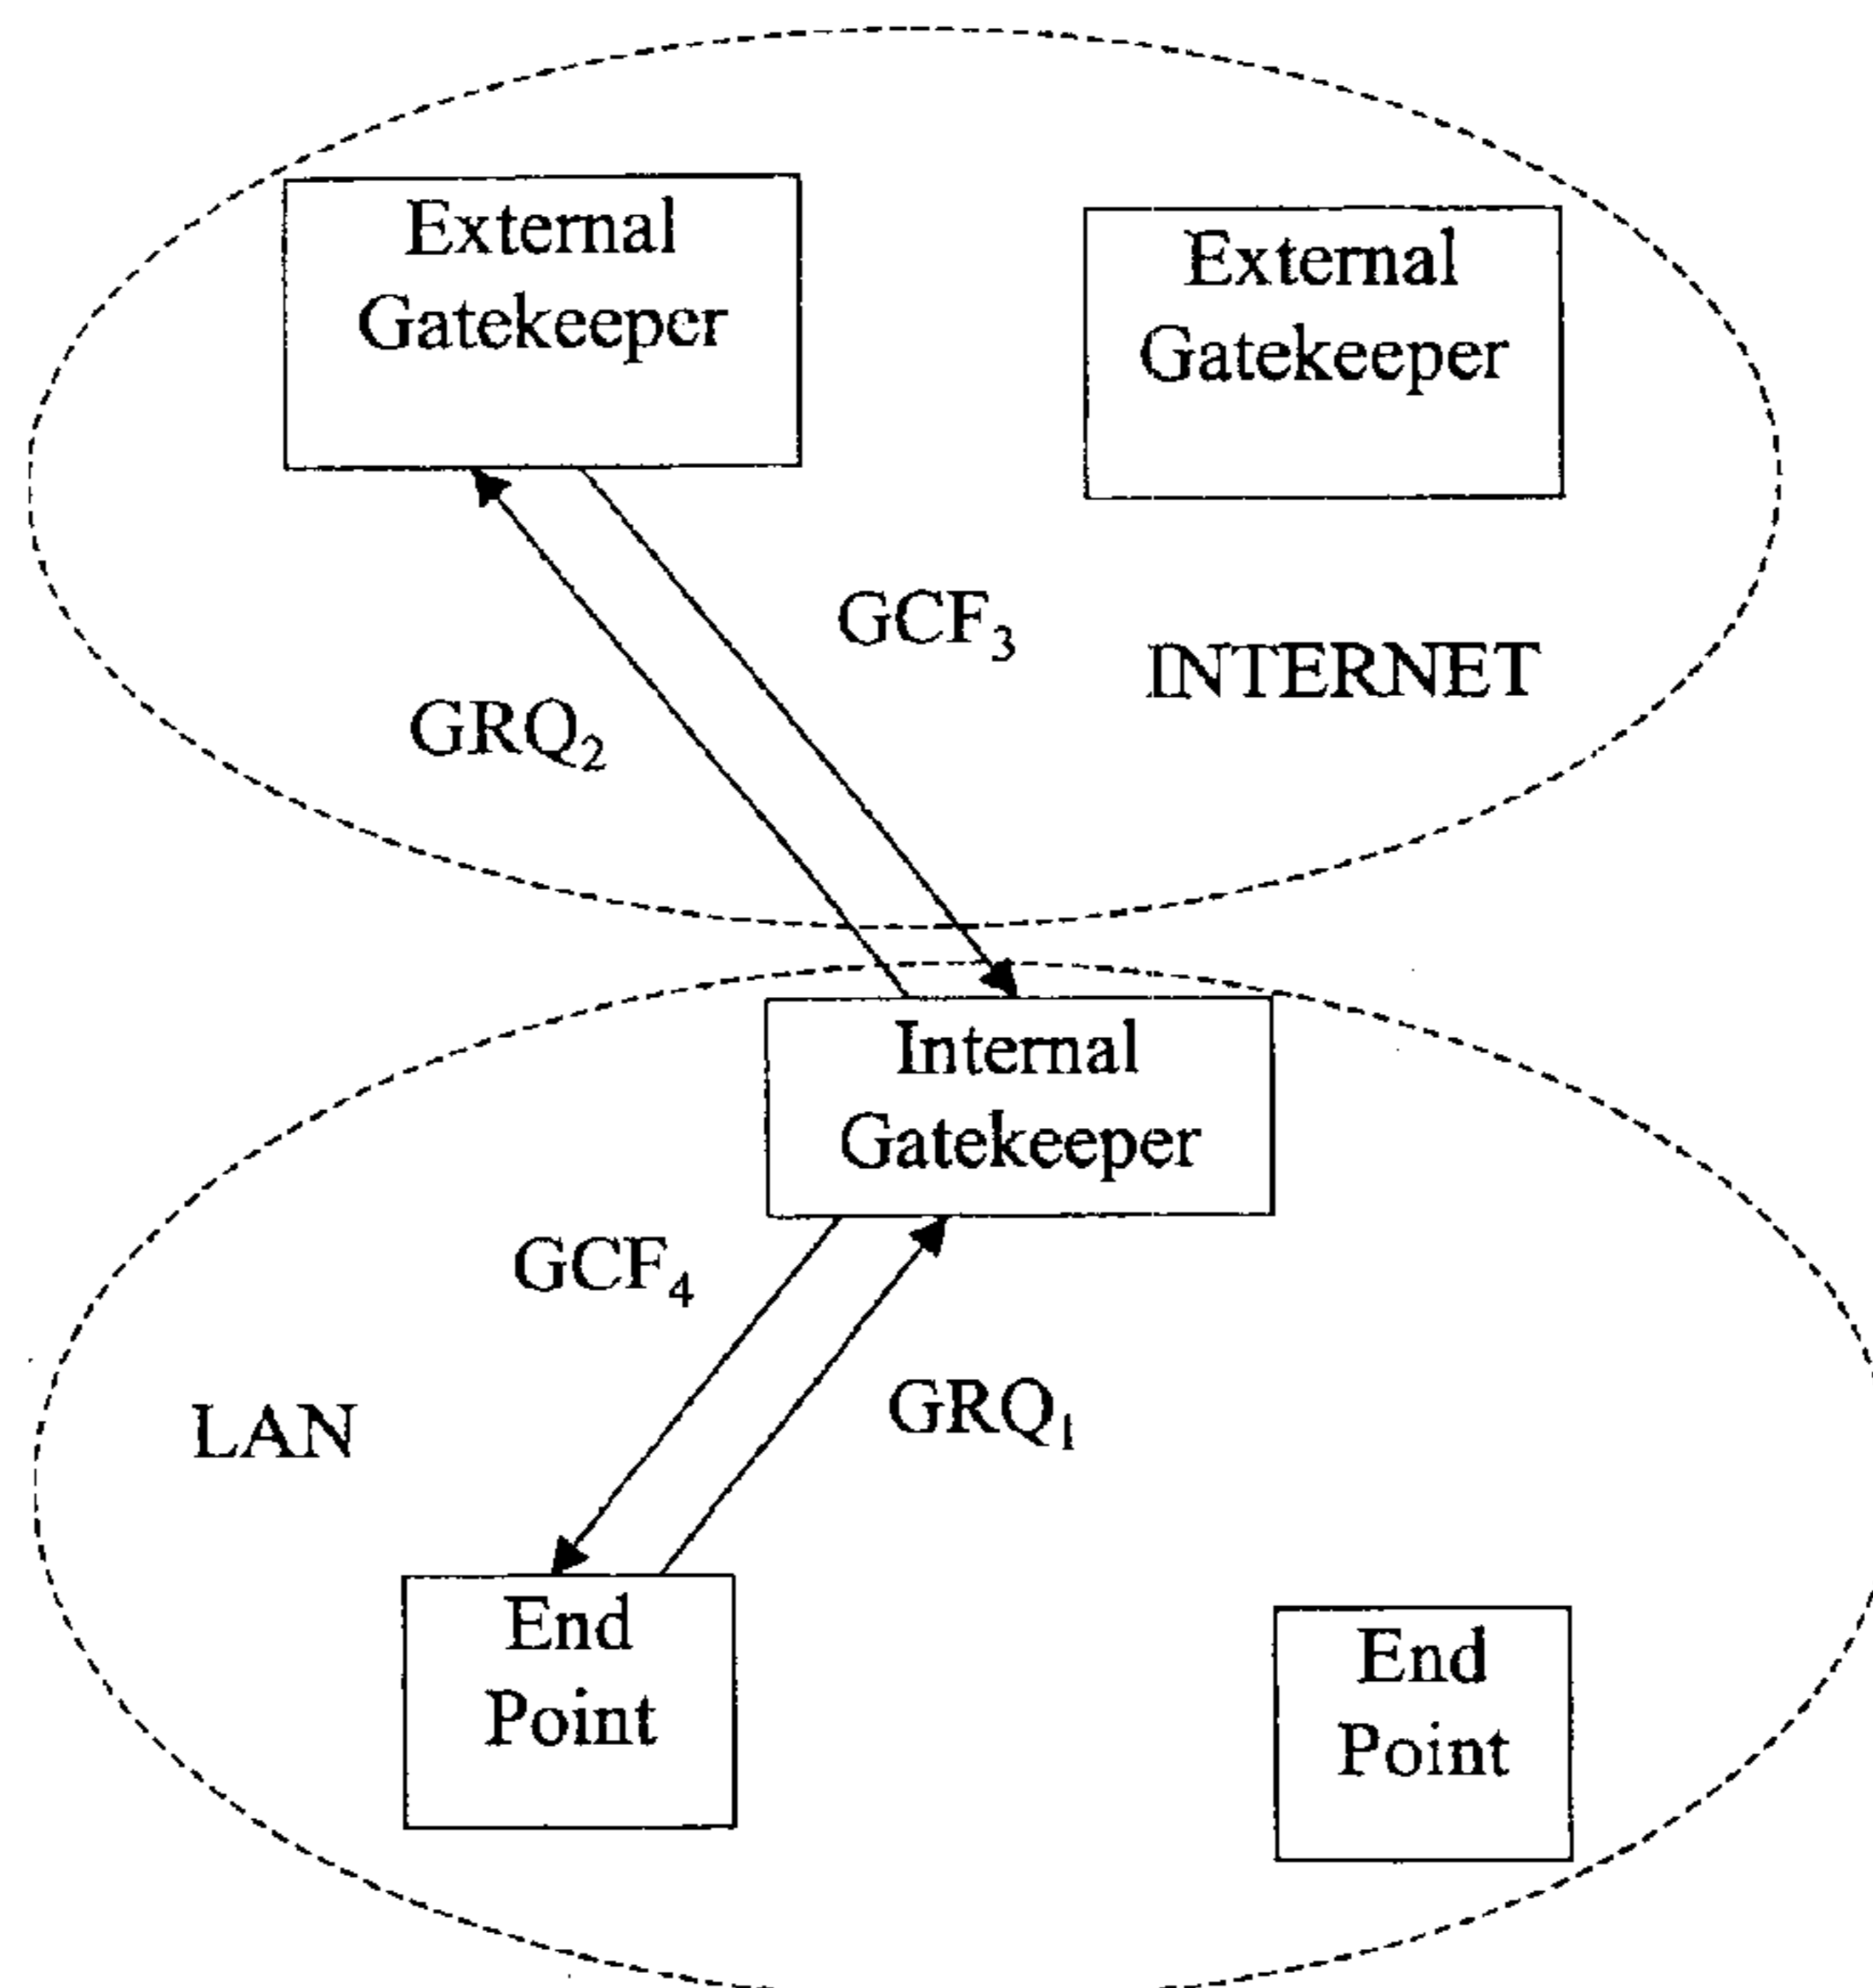 External
Gatekeeper
External
Gatekeeper
GCF₃
INTERNET
GRQ₂
Internal
Gatekeeper
GCF₄
GRQ₁
LAN
End
Point
End
Point